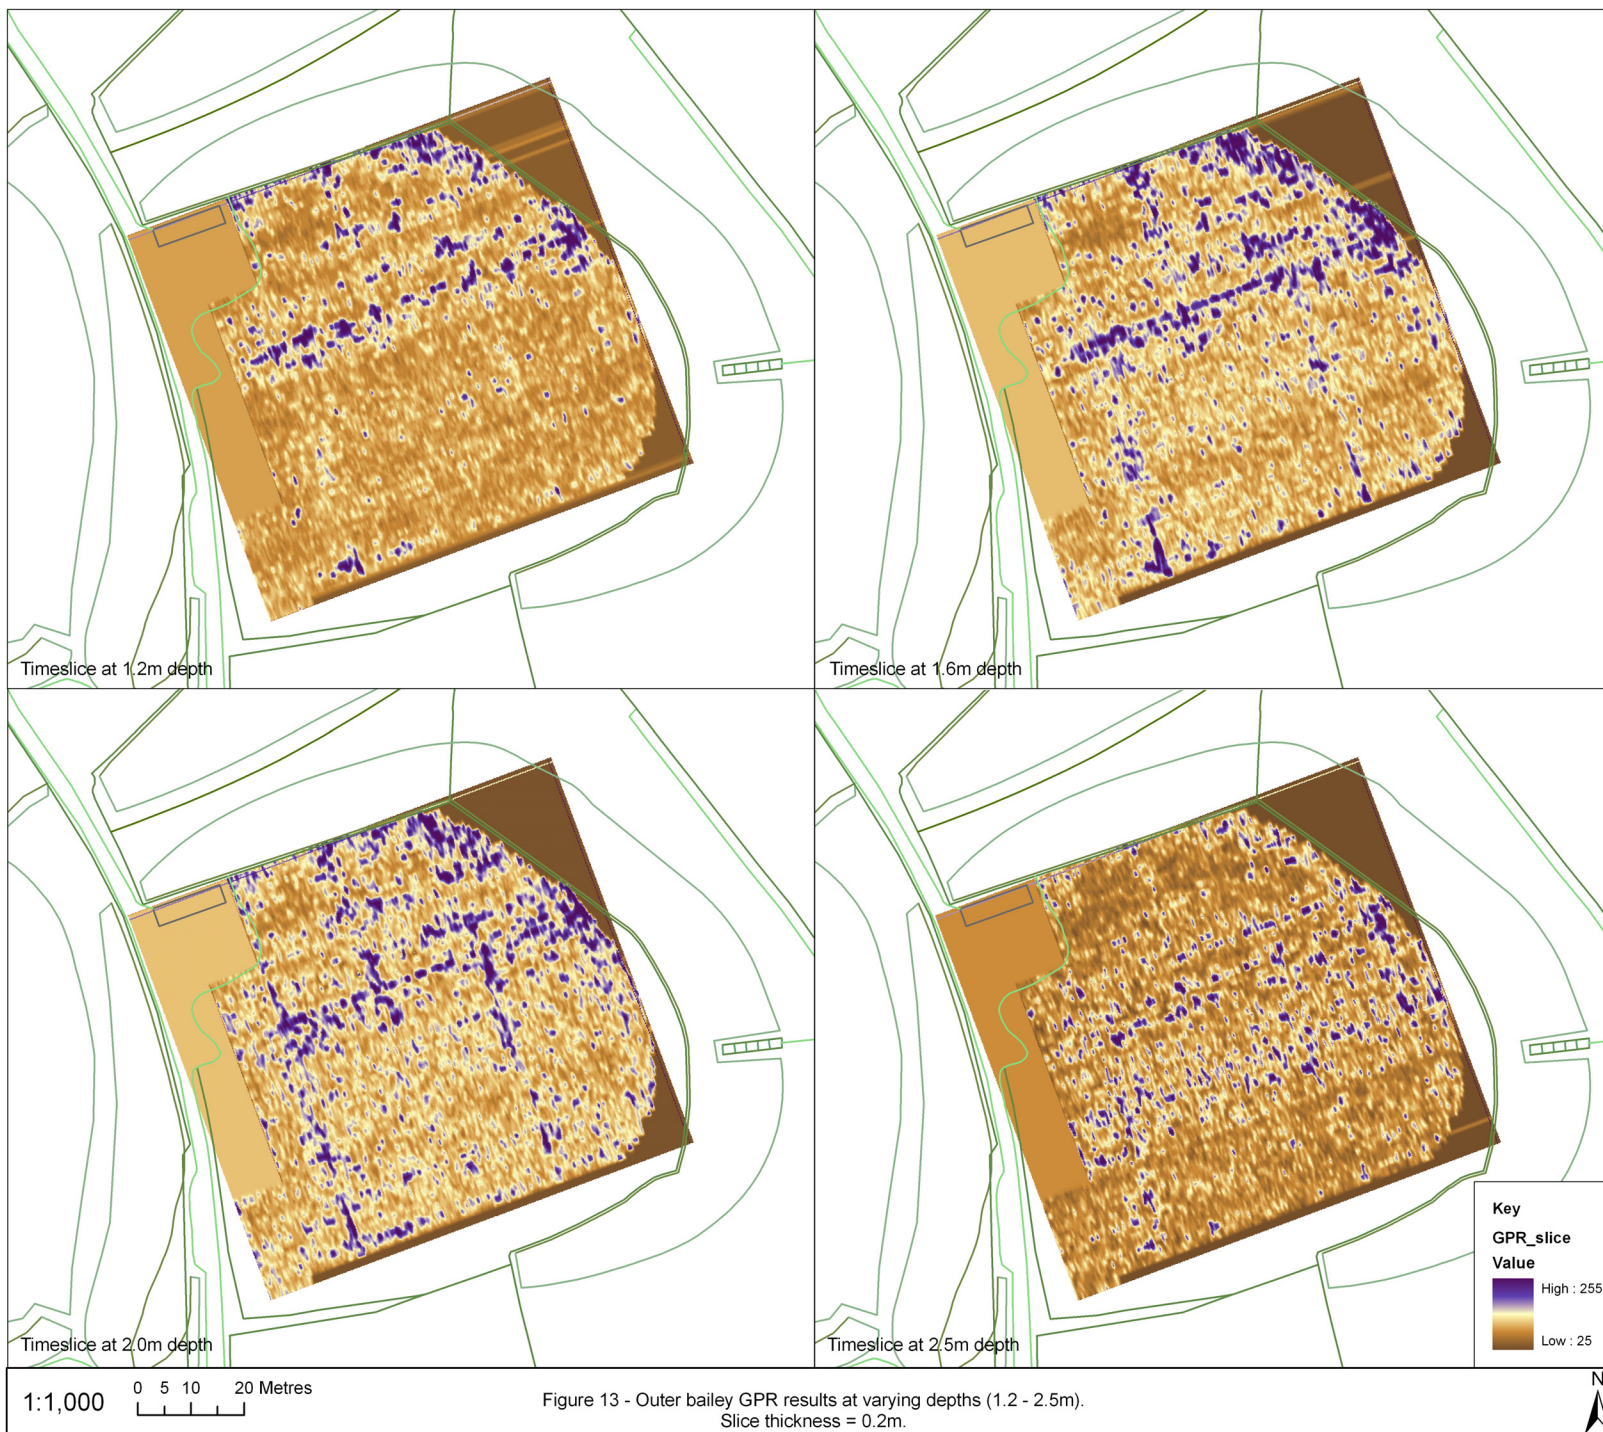 Timeslice at 1.2m depth
Timeslice at 1.6m depth
Timeslice at 2.0m depth
Timeslice at 2.5m depth
Key
GPR_slice
Value
High : 255
Low : 25
1:1,000
0 5 10 20 Metres
Figure 13 - Outer bailey GPR results at varying depths (1.2 - 2.5m).
Slice thickness = 0.2m.
N